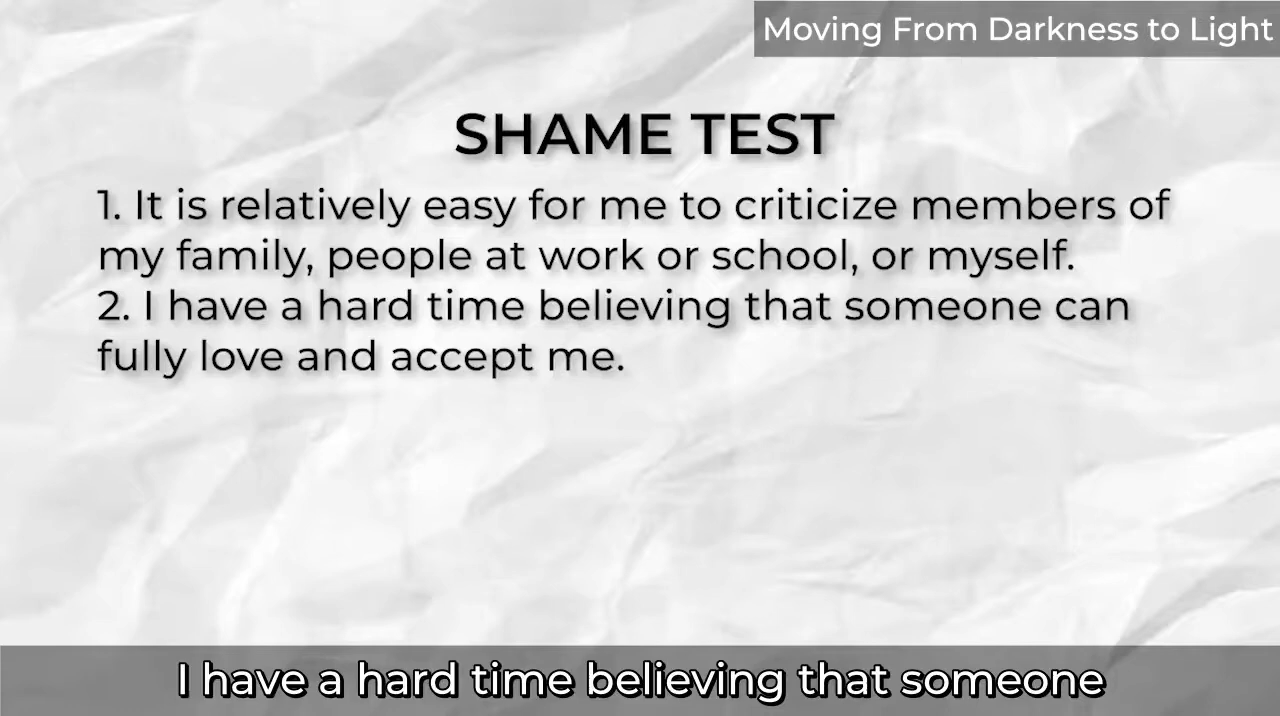 Moving From Darkness to Light
SHAME TEST
1. It is relatively easy for me to criticize members of
my family, people at work or school, or myself.
2. I have a hard time believing that someone can
fully love and accept me.
I have a hard time believing that someone